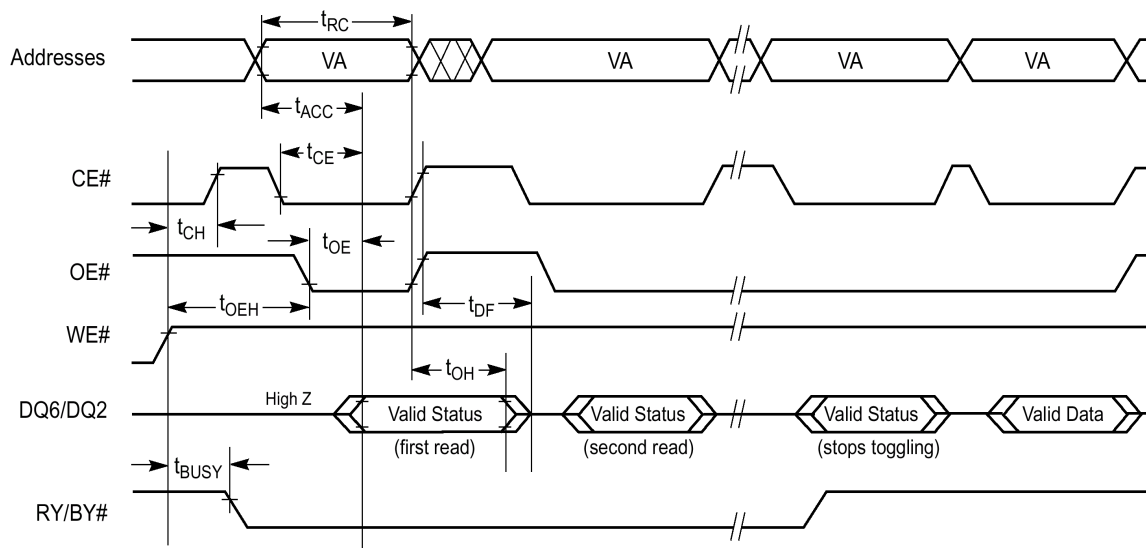 tRC
Addresses VA VA VA VA
tACC
tCE
CE#
tCH
tOE
OE#
tOEH
tDF
WE#
tOH
High Z
DQ6/DQ2 Valid Status Valid Status Valid Status Valid Data
(first read) (second read) (stops toggling)
tBUSY
RY/BY#